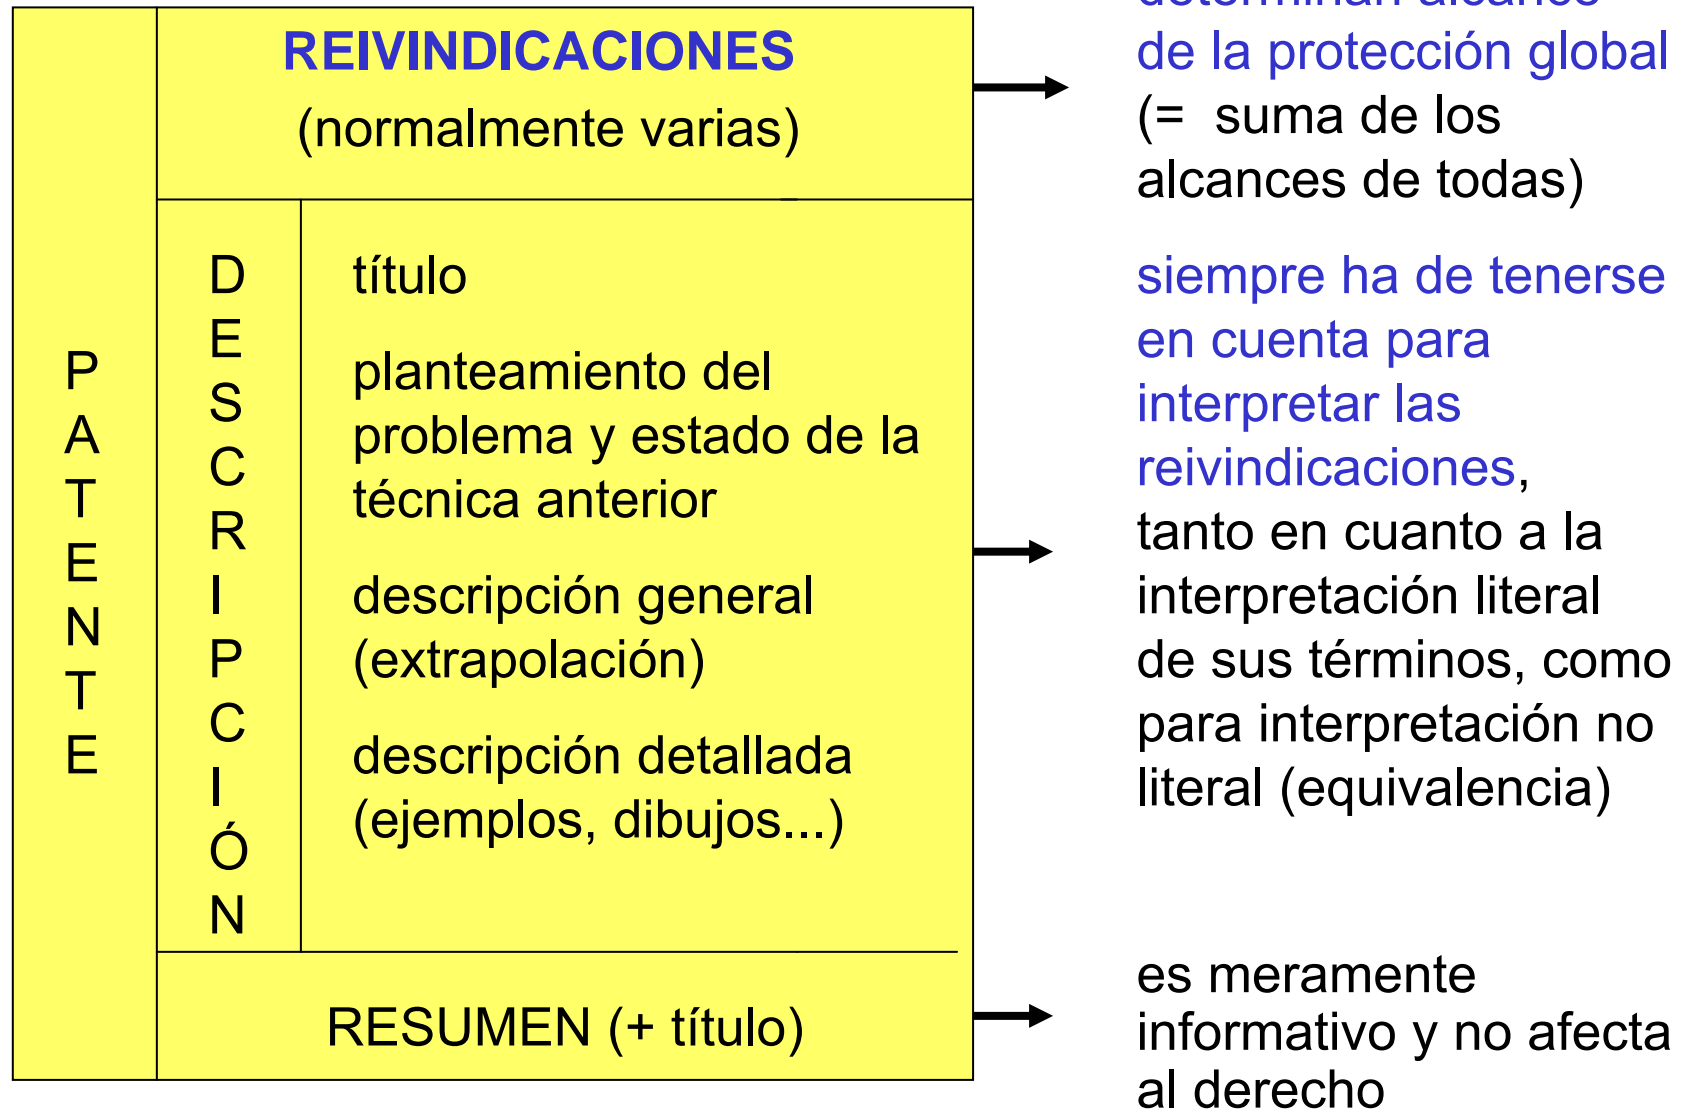 PATENTE
REIVINDICACIONES
(normalmente varias)
determinan alcance
de la protección global
(= suma de los
alcances de todas)
DESCRIPCIÓN
título
planteamiento del
problema y estado de la
técnica anterior
descripción general
(extrapolación)
descripción detallada
(ejemplos, dibujos...)
siempre ha de tenerse
en cuenta para
interpretar las
reivindicaciones,
tanto en cuanto a la
interpretación literal
de sus términos, como
para interpretación no
literal (equivalencia)
RESUMEN (+ título)
es meramente
informativo y no afecta
al derecho